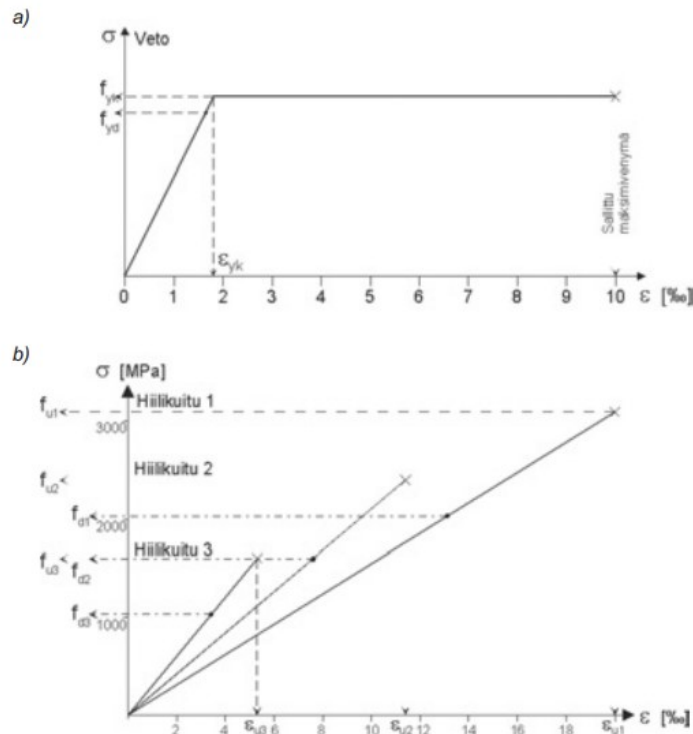 a)
σ Veto
f_yk
f_yd
ε_yk
Sallittu
maksimivenymä
0 1 2 3 4 5 6 7 8 9 10 ε [‰]
b)
σ [MPa]
f_u1
Hiilikuitu 1
3000
f_u2
Hiilikuitu 2
f_d1
2000
f_u3 f_d2
Hiilikuitu 3
f_d3
1000
2 4 ε_u3 6 8 10 ε_u2 12 14 16 18 ε_u1 ε [‰]